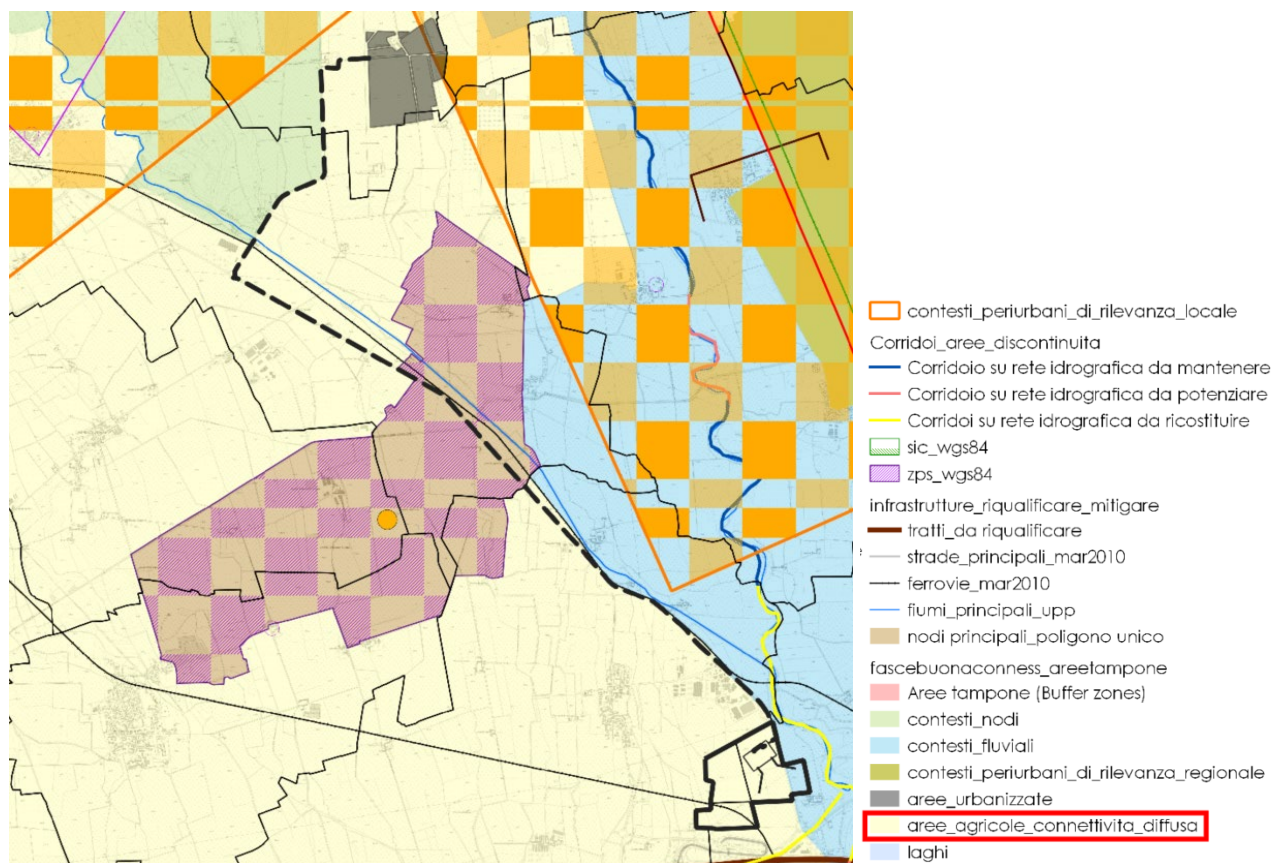 contesti_periurbani_di_rilevanza_locale
Corridoi_aree_discontinuita
Corridoio su rete idrografica da mantenere
Corridoio su rete idrografica da potenziare
Corridoi su rete idrografica da ricostituire
sic_wgs84
zps_wgs84
infrastrutture_riqualificare_mitigare
tratti_da riqualificare
strade_principali_mar2010
ferrovie_mar2010
fiumi_principali_upp
nodi principali_poligono unico
fascebuonaconness_areetampone
Aree tampone (Buffer zones)
contesti_nodi
contesti_fluviali
contesti_periurbani_di_rilevanza_regionale
aree_urbanizzate
aree_agricole_connettivita_diffusa
laghi